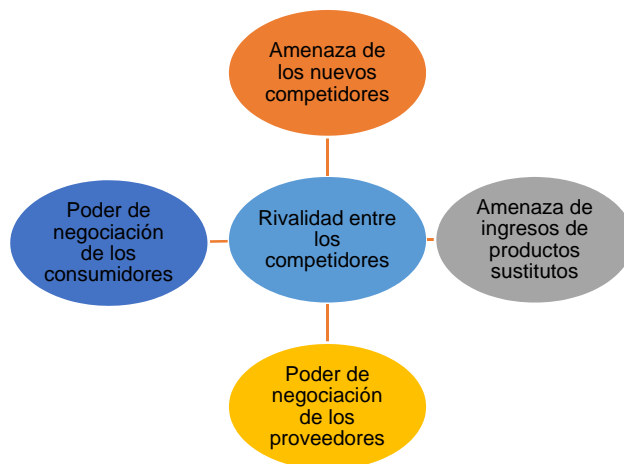 Amenaza de
los nuevos
competidores
Poder de
negociación
de los
consumidores
Rivalidad entre
los
competidores
Amenaza de
ingresos de
productos
sustitutos
Poder de
negociación
de los
proveedores